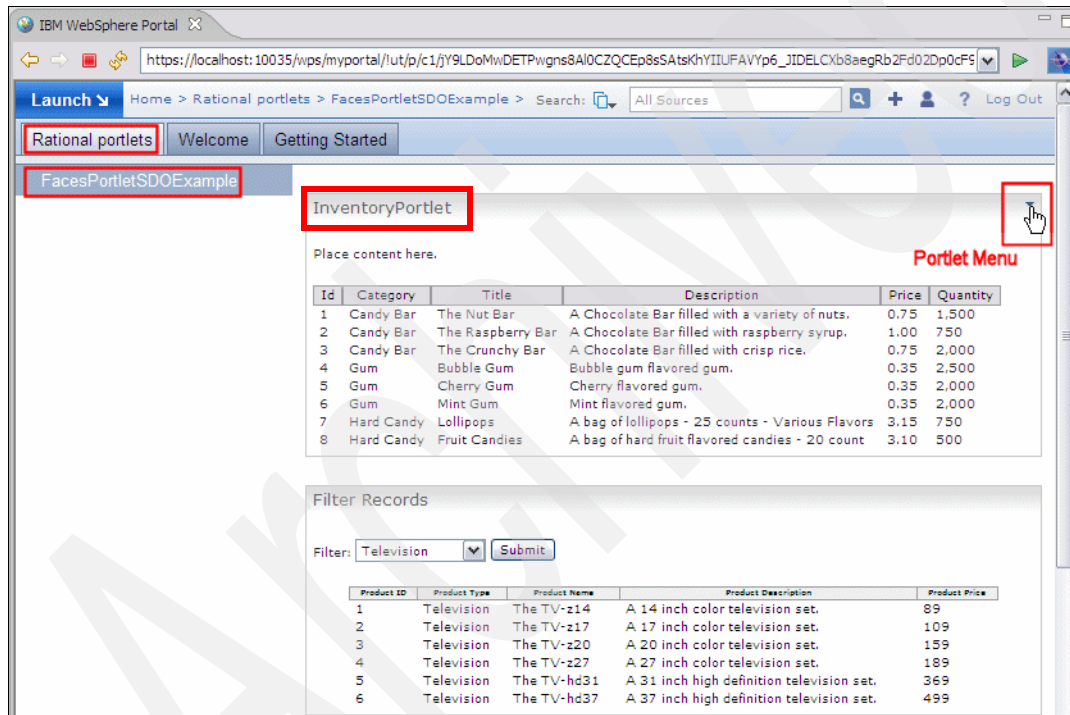 IBM WebSphere Portal
https://localhost:10035/wps/myportal/!ut/p/c1/jY9LDoMwDETPwgns8Al0CZQCEp8sSAtsKhYIIUFAVYp6_JIDELCXb8aegRb2Fd02Dp0cF9
Launch Home > Rational portlets > FacesPortletSDOExample > Search: All Sources ? Log Out
Rational portlets Welcome Getting Started
FacesPortletSDOExample
InventoryPortlet
Place content here.
Portlet Menu
Id Category Title Description Price Quantity
1 Candy Bar The Nut Bar A Chocolate Bar filled with a variety of nuts. 0.75 1,500
2 Candy Bar The Raspberry Bar A Chocolate Bar filled with raspberry syrup. 1.00 750
3 Candy Bar The Crunchy Bar A Chocolate Bar filled with crisp rice. 0.75 2,000
4 Gum Bubble Gum Bubble gum flavored gum. 0.35 2,500
5 Gum Cherry Gum Cherry flavored gum. 0.35 2,000
6 Gum Mint Gum Mint flavored gum. 0.35 2,000
7 Hard Candy Lollipops A bag of lollipops - 25 counts - Various Flavors 3.15 750
8 Hard Candy Fruit Candies A bag of hard fruit flavored candies - 20 count 3.10 500
Filter Records
Filter: Television Submit
Product ID Product Type Product Name Product Description Product Price
1 Television The TV-z14 A 14 inch color television set. 89
2 Television The TV-z17 A 17 inch color television set. 109
3 Television The TV-z20 A 20 inch color television set. 159
4 Television The TV-z27 A 27 inch color television set. 189
5 Television The TV-hd31 A 31 inch high definition television set. 369
6 Television The TV-hd37 A 37 inch high definition television set. 499